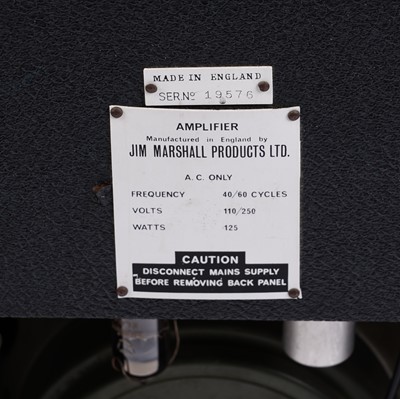 MADE IN ENGLAND
SER.Nº 19576
AMPLIFIER
Manufactured in England by
JIM MARSHALL PRODUCTS LTD.
A.C. ONLY
FREQUENCY 40/60 CYCLES
VOLTS 110/250
WATTS 125
CAUTION
DISCONNECT MAINS SUPPLY
BEFORE REMOVING BACK PANEL